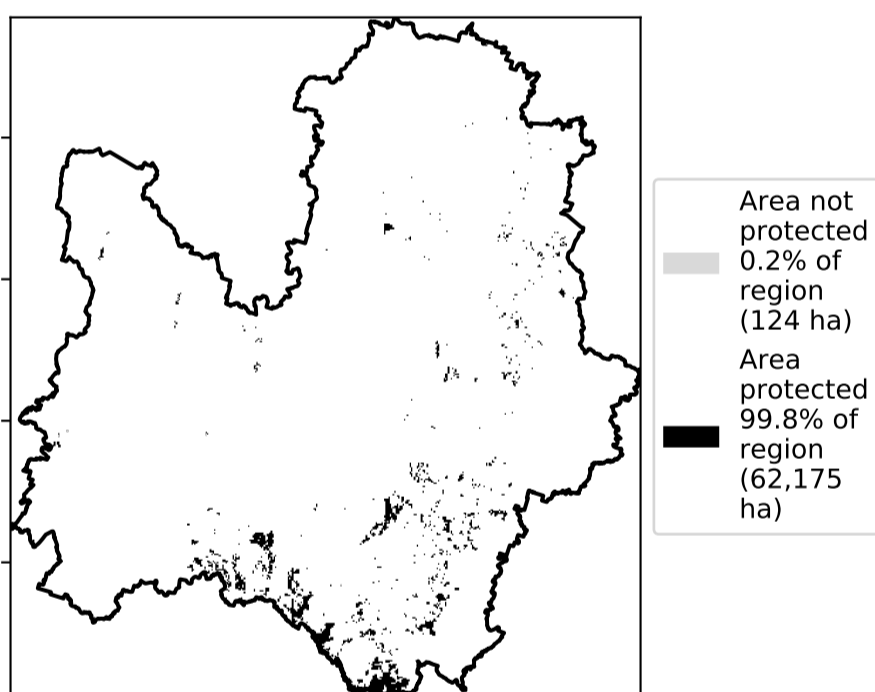 Area not
protected
0.2% of
region
(124 ha)
Area
protected
99.8% of
region
(62,175
ha)